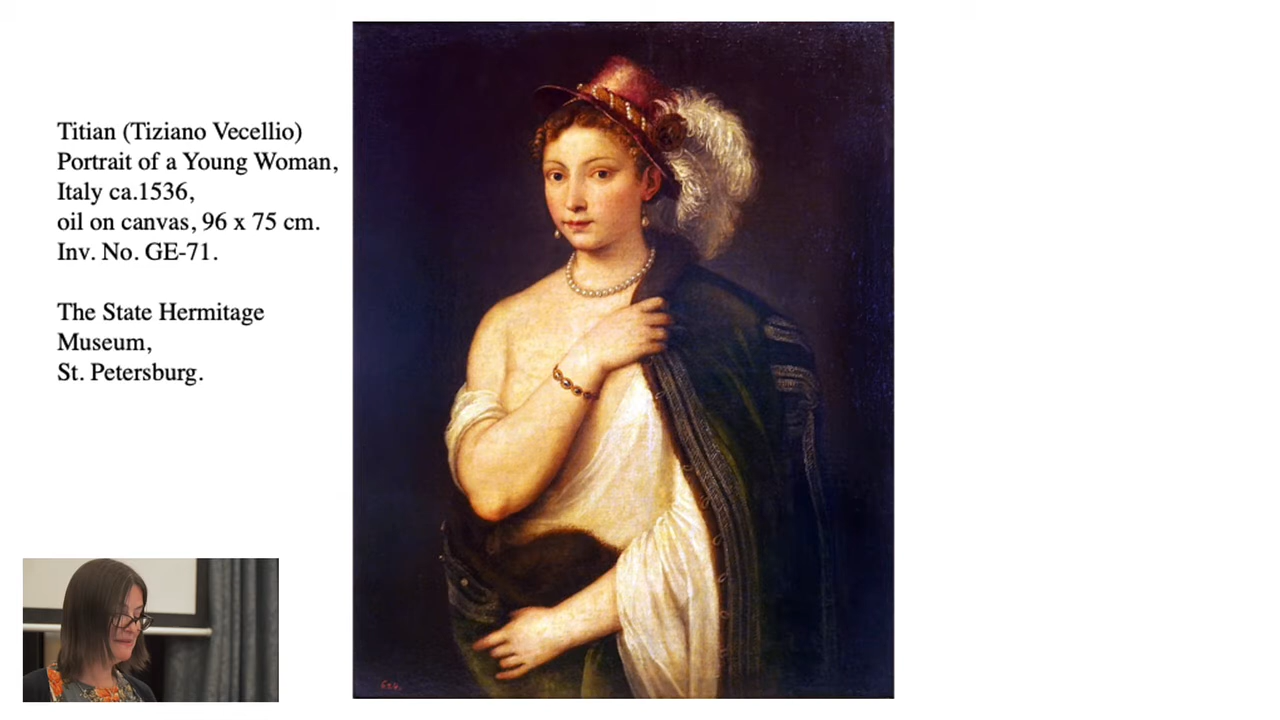 Titian (Tiziano Vecellio)
Portrait of a Young Woman,
Italy ca.1536,
oil on canvas, 96 x 75 cm.
Inv. No. GE-71.
The State Hermitage
Museum,
St. Petersburg.